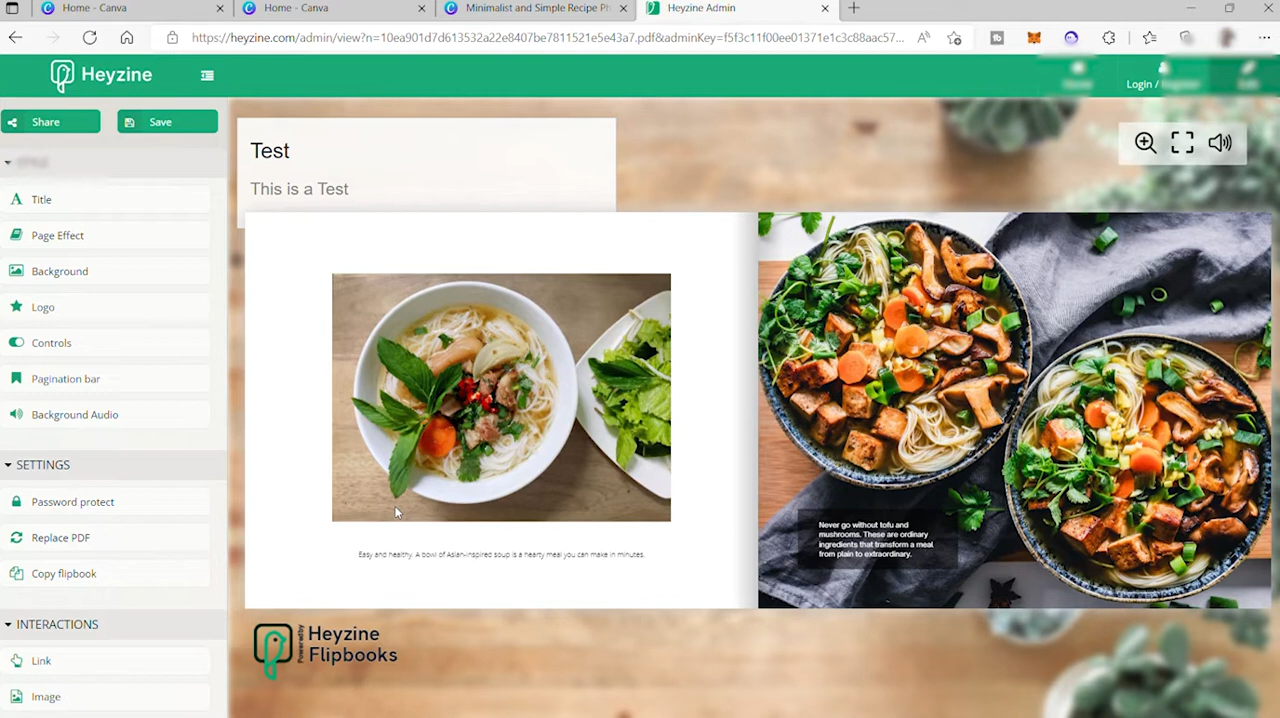 Home - Canva
Home - Canva
Minimalist and Simple Recipe Ph
Heyzine Admin
https://heyzine.com/admin/view?n=10ea901d7d613532a22e8407be7811521e5e43a7.pdf&adminKey=f5f3c11f00ee01371e1c3c88aac57...
Heyzine
Login /
Share
Save
Title
Page Effect
Background
Logo
Controls
Pagination bar
Background Audio
SETTINGS
Password protect
Replace PDF
Copy flipbook
INTERACTIONS
Link
Image
Test
This is a Test
Easy and healthy. A bowl of Asian-inspired soup is a hearty meal you can make in minutes.
Never go without tofu and
mushrooms. These are ordinary
ingredients that transform a meal
from plain to extraordinary.
Powered by
Heyzine
Flipbooks